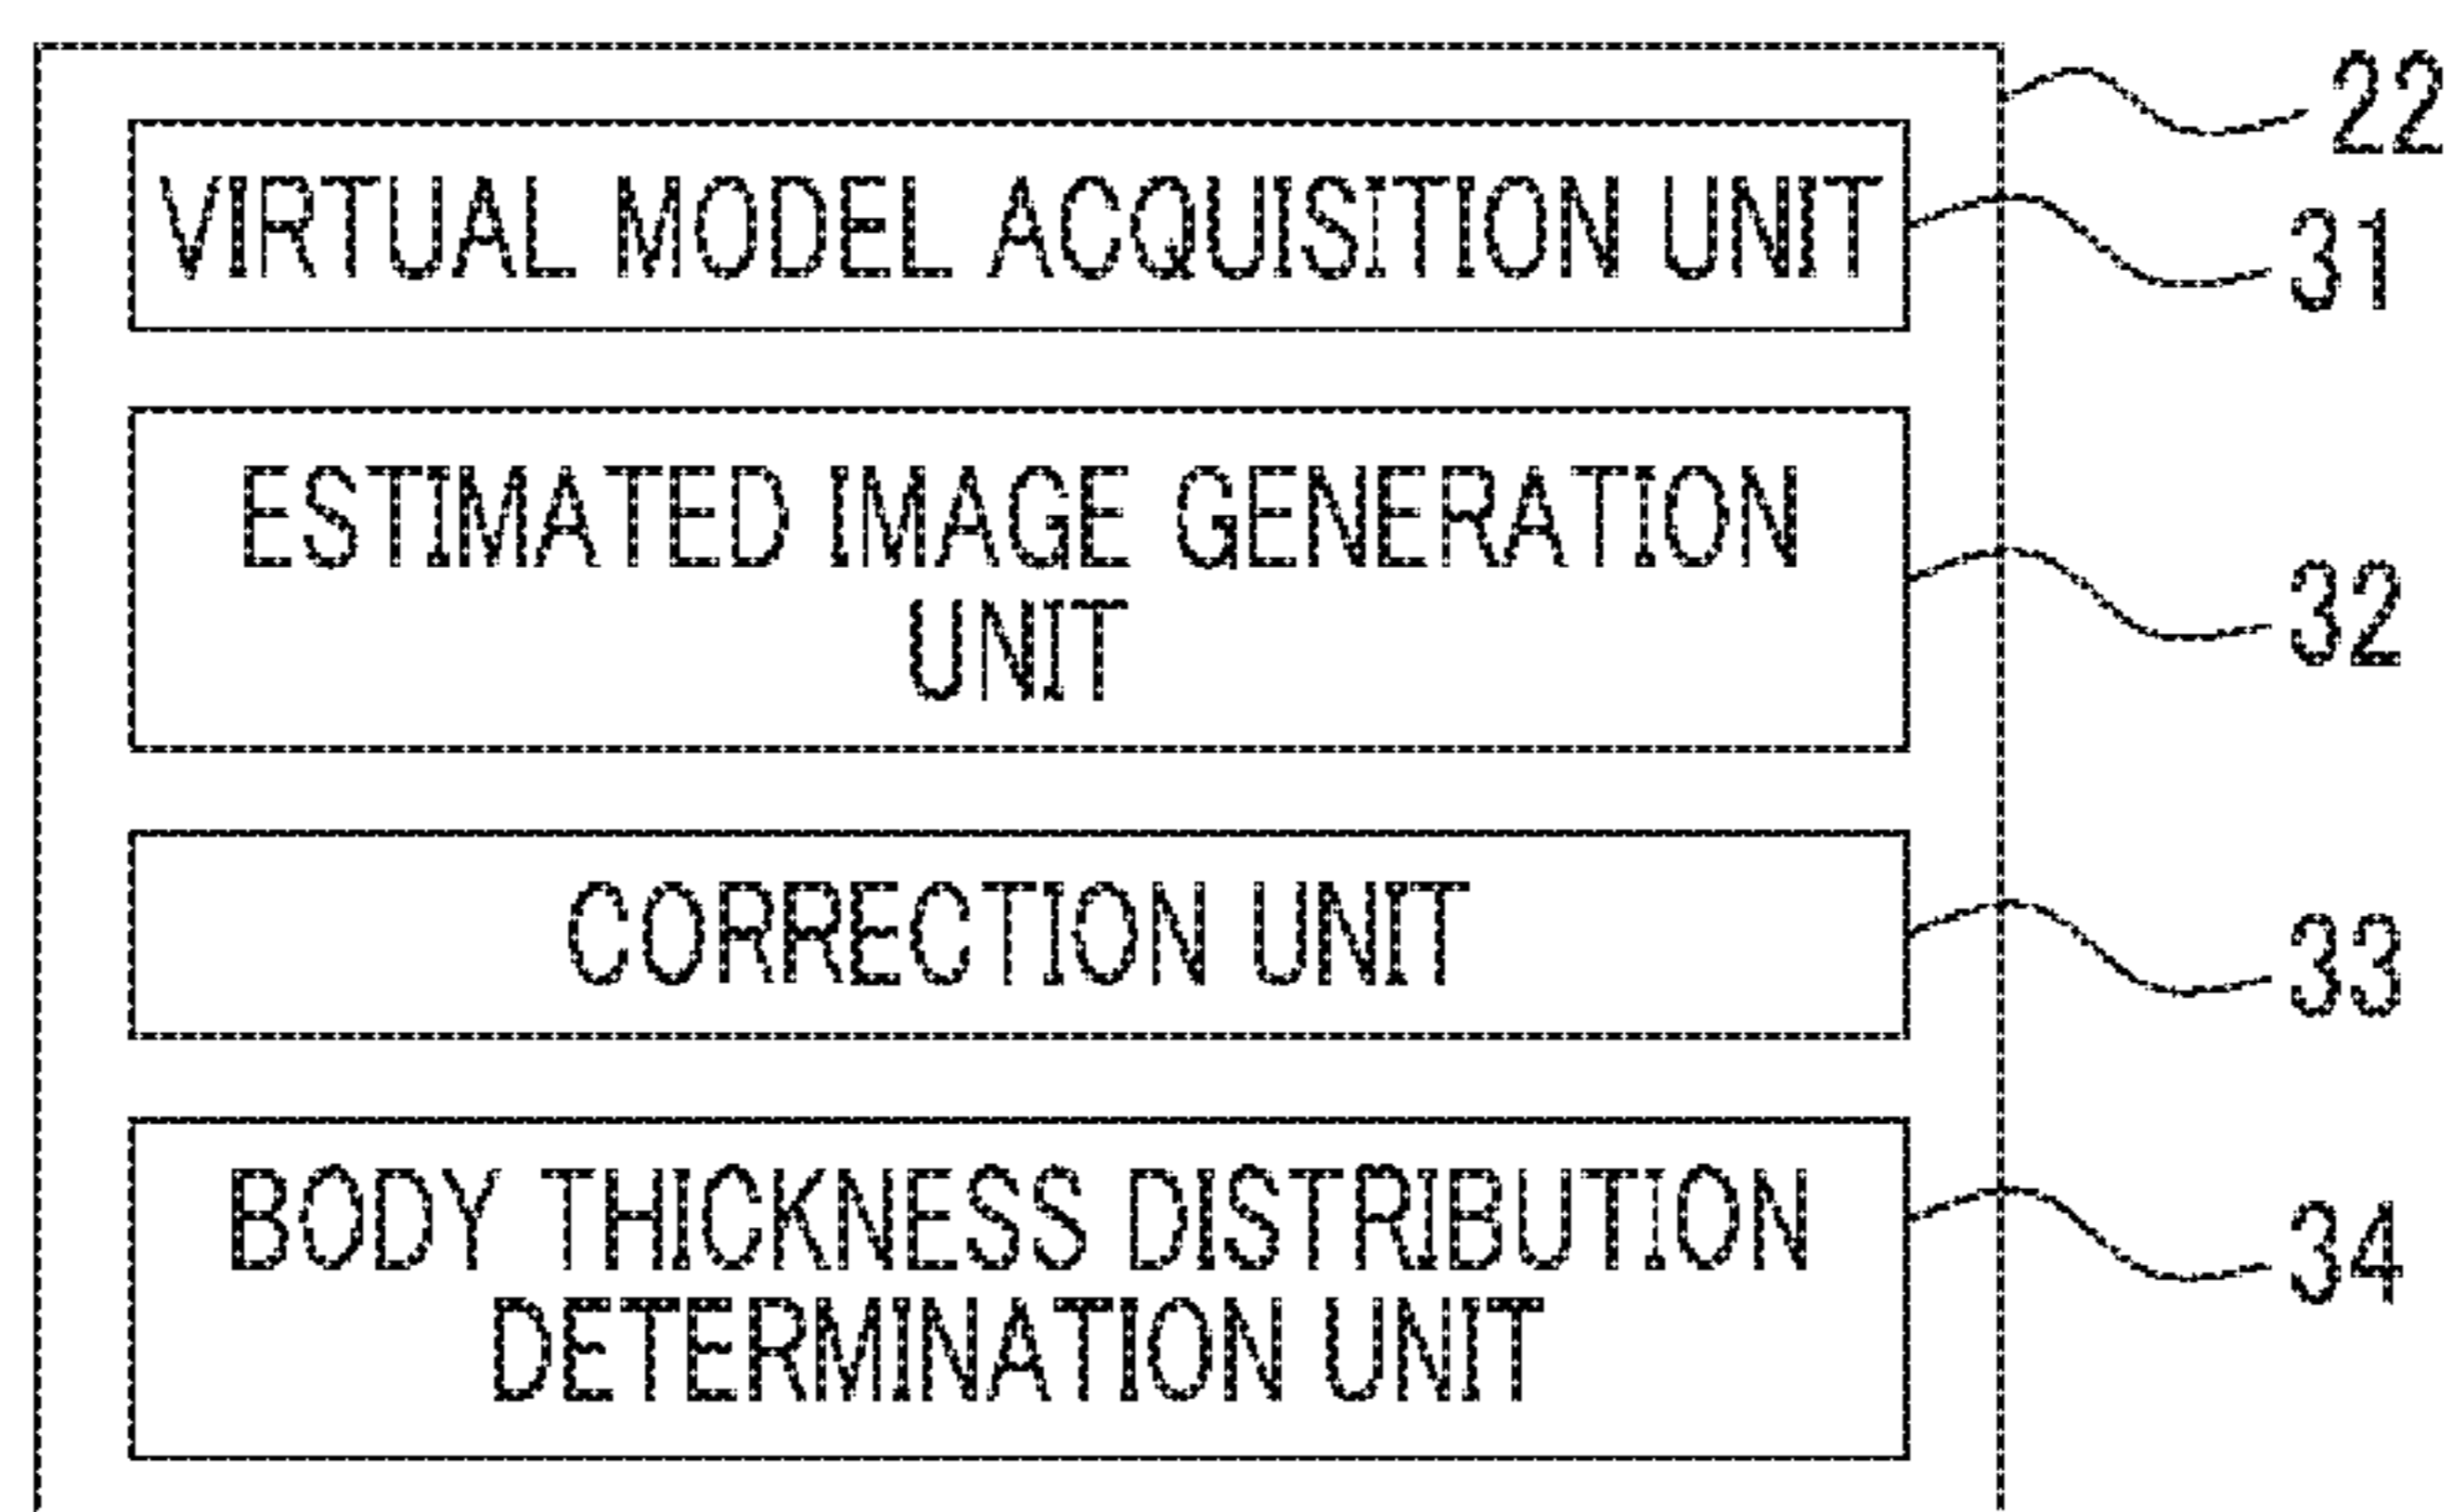 22
VIRTUAL MODEL ACQUISITION UNIT
31
ESTIMATED IMAGE GENERATION
UNIT
32
CORRECTION UNIT
33
BODY THICKNESS DISTRIBUTION
DETERMINATION UNIT
34